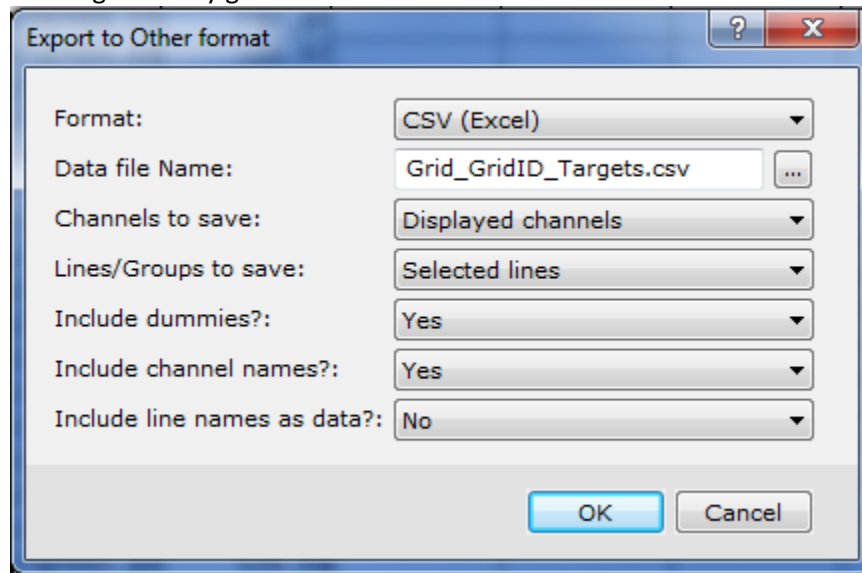 Export to Other format ? X
Format: CSV (Excel)
Data file Name: Grid_GridID_Targets.csv ...
Channels to save: Displayed channels
Lines/Groups to save: Selected lines
Include dummies?: Yes
Include channel names?: Yes
Include line names as data?: No
OK Cancel